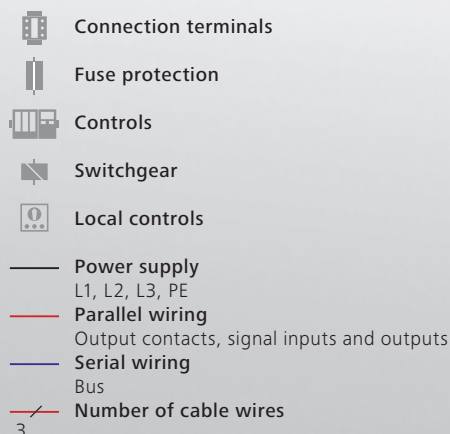 Connection terminals
Fuse protection
Controls
Switchgear
Local controls
Power supply
L1, L2, L3, PE
Parallel wiring
Output contacts, signal inputs and outputs
Serial wiring
Bus
Number of cable wires
3